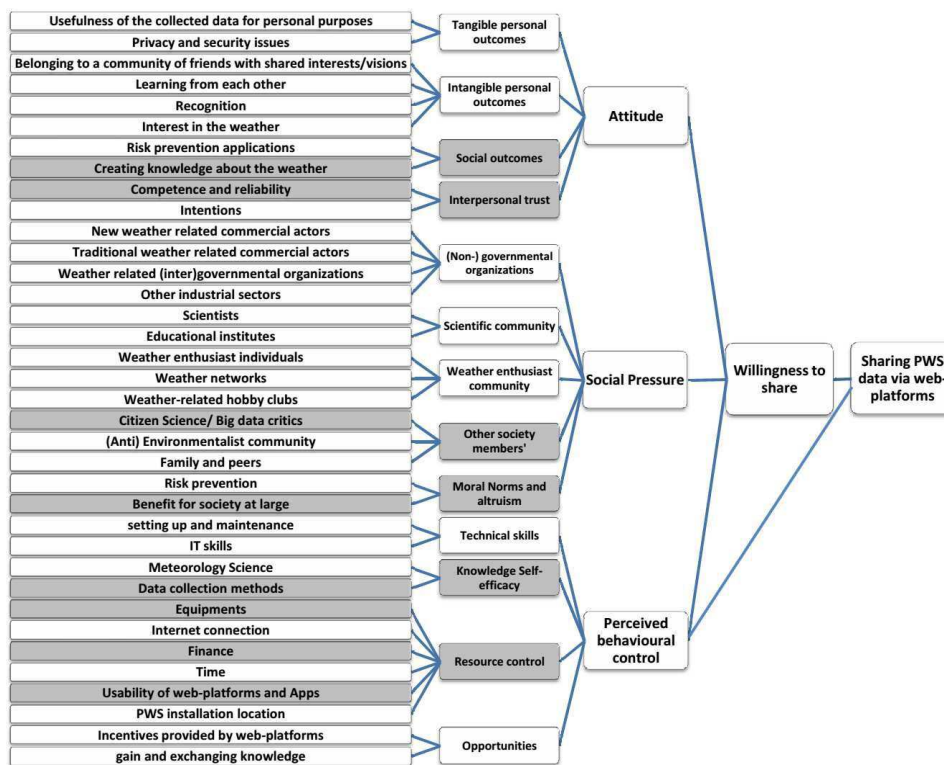 Usefulness of the collected data for personal purposes
Privacy and security issues
Belonging to a community of friends with shared interests/visions
Learning from each other
Recognition
Interest in the weather
Risk prevention applications
Creating knowledge about the weather
Competence and reliability
Intentions
New weather related commercial actors
Traditional weather related commercial actors
Weather related (inter)governmental organizations
Other industrial sectors
Scientists
Educational institutes
Weather enthusiast individuals
Weather networks
Weather-related hobby clubs
Citizen Science/ Big data critics
(Anti) Environmentalist community
Family and peers
Risk prevention
Benefit for society at large
setting up and maintenance
IT skills
Meteorology Science
Data collection methods
Equipments
Internet connection
Finance
Time
Usability of web-platforms and Apps
PWS installation location
Incentives provided by web-platforms
gain and exchanging knowledge
Tangible personal
outcomes
Intangible personal
outcomes
Social outcomes
Interpersonal trust
(Non-) governmental
organizations
Scientific community
Weather enthusiast
community
Other society
members'
Moral Norms and
altruism
Technical skills
Knowledge Self-
efficacy
Resource control
Opportunities
Attitude
Social Pressure
Perceived
behavioural
control
Willingness to
share
Sharing PWS
data via web-
platforms